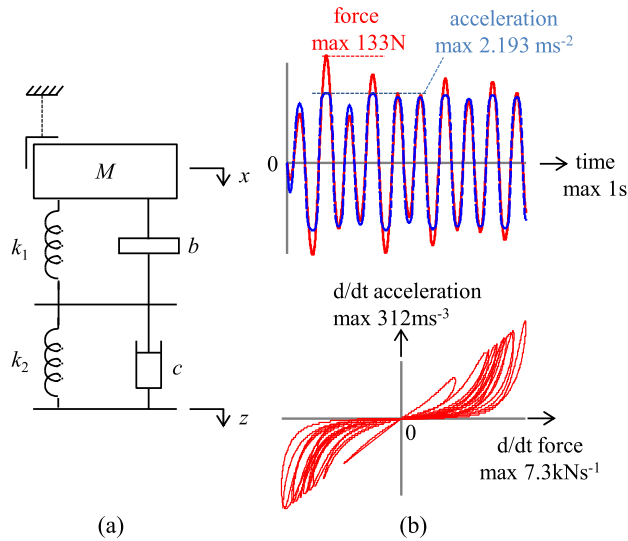 force
max 133N
acceleration
max 2.193 ms⁻²
0
time
max 1s
M
x
k₁
b
k₂
c
z
d/dt acceleration
max 312ms⁻³
0
d/dt force
max 7.3kNs⁻¹
(a)
(b)